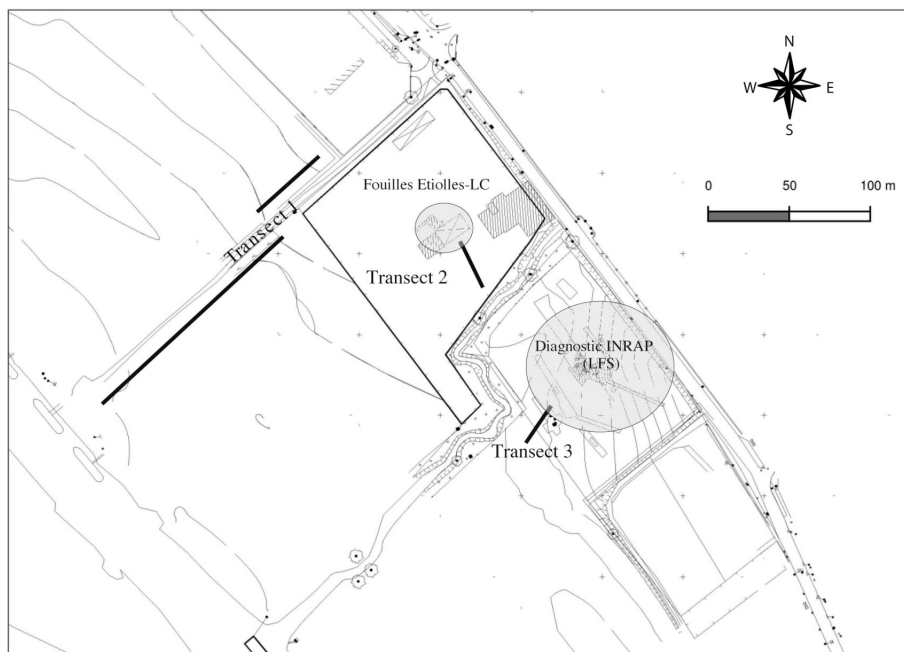 N
W E
S
0 50 100 m
Fouilles Etiolles-LC
Transect 1
Transect 2
Diagnostic INRAP
(LFS)
Transect 3